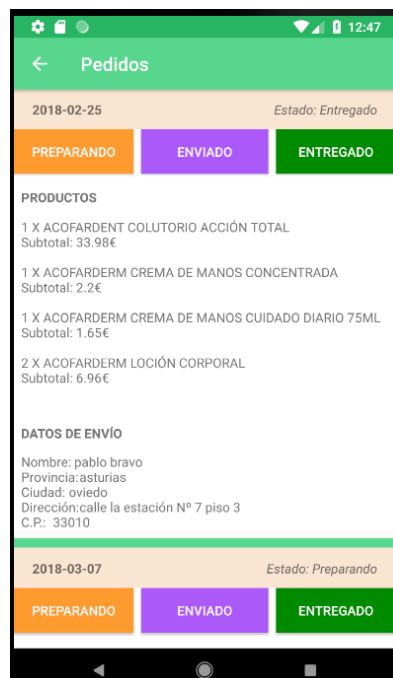 12:47
Pedidos
2018-02-25 Estado: Entregado
PREPARANDO ENVIADO ENTREGADO
PRODUCTOS
1 X ACOFARDENT COLUTORIO ACCIÓN TOTAL
Subtotal: 33.98€
1 X ACOFARDERM CREMA DE MANOS CONCENTRADA
Subtotal: 2.2€
1 X ACOFARDERM CREMA DE MANOS CUIDADO DIARIO 75ML
Subtotal: 1.65€
2 X ACOFARDERM LOCIÓN CORPORAL
Subtotal: 6.96€
DATOS DE ENVÍO
Nombre: pablo bravo
Provincia:asturias
Ciudad: oviedo
Dirección:calle la estación Nº 7 piso 3
C.P.: 33010
2018-03-07 Estado: Preparando
PREPARANDO ENVIADO ENTREGADO